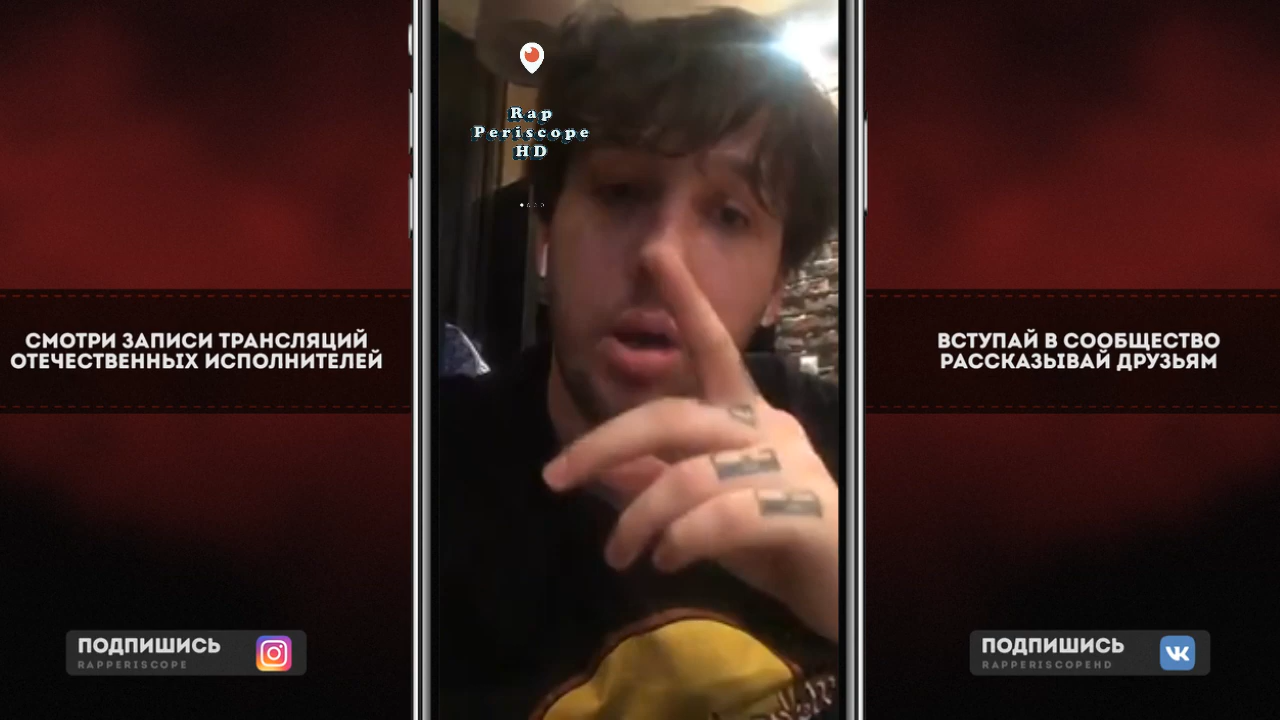 Rap
Periscope
HD
СМОТРИ ЗАПИСИ ТРАНСЛЯЦИЙ
ОТЕЧЕСТВЕННЫХ ИСПОЛНИТЕЛЕЙ
ВСТУПАЙ В СООБЩЕСТВО
РАССКАЗЫВАЙ ДРУЗЬЯМ
ПОДПИШИСЬ
RAPPERISCOPE
ПОДПИШИСЬ
RAPPERISCOPEHD